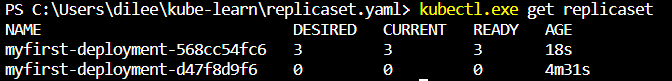 PS C:\Users\dilee\kube-learn\replicaset.yaml> kubectl.exe get replicaset
NAME DESIRED CURRENT READY AGE
myfirst-deployment-568cc54fc6 3 3 3 18s
myfirst-deployment-d47f8d9f6 0 0 0 4m31s